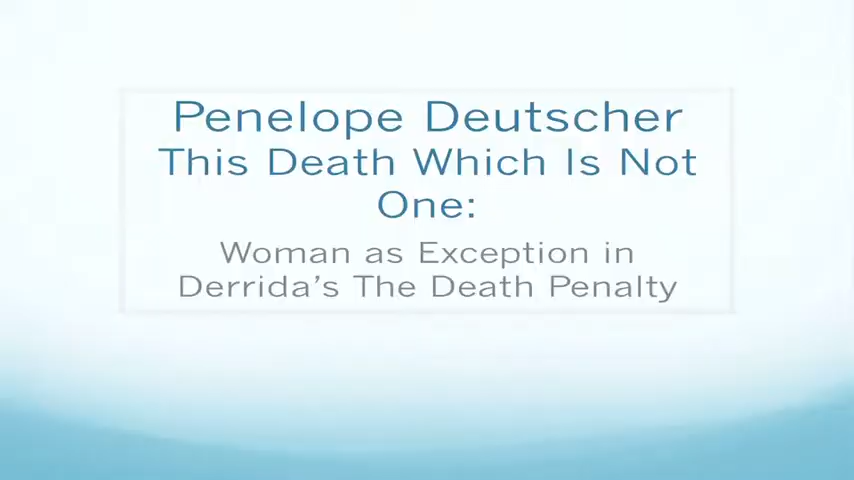 Penelope Deutscher
This Death Which Is Not
One:
Woman as Exception in
Derrida’s The Death Penalty